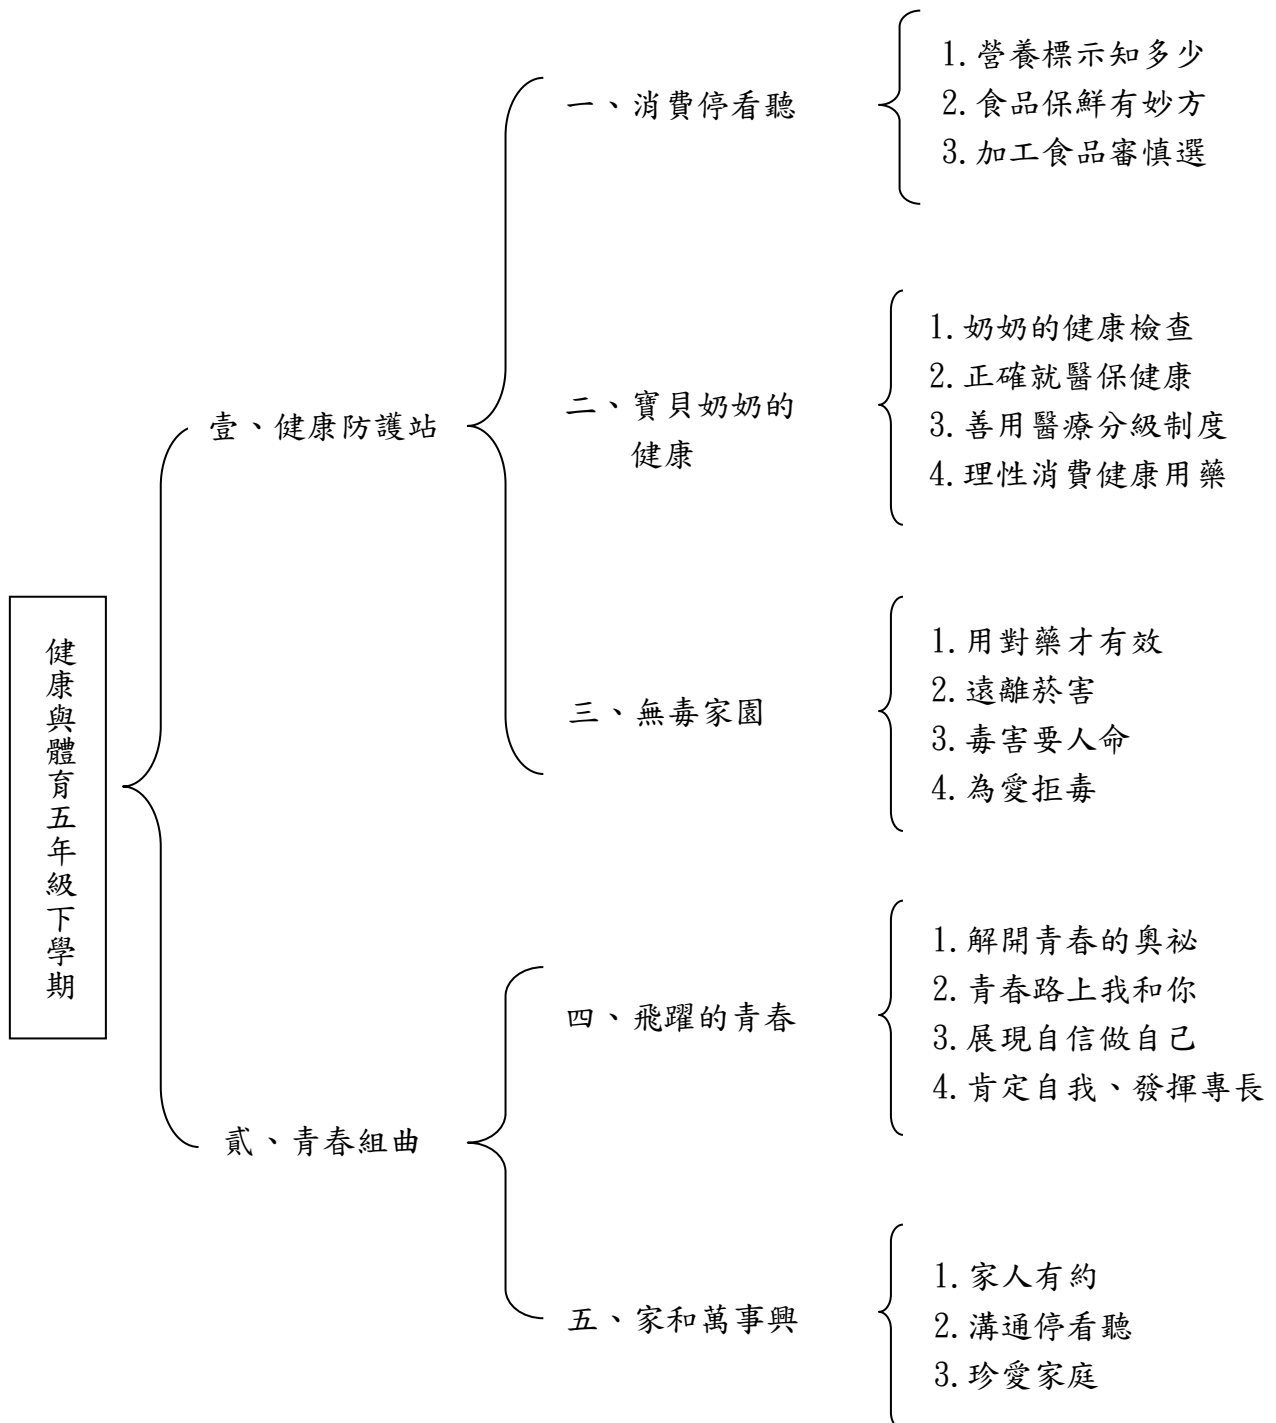 健康與體育五年級下學期
壹、健康防護站
一、消費停看聽
1.營養標示知多少
2.食品保鮮有妙方
3.加工食品審慎選
二、寶貝奶奶的
健康
1.奶奶的健康檢查
2.正確就醫保健康
3.善用醫療分級制度
4.理性消費健康用藥
三、無毒家園
1.用對藥才有效
2.遠離菸害
3.毒害要人命
4.為愛拒毒
貳、青春組曲
四、飛躍的青春
1.解開青春的奧祕
2.青春路上我和你
3.展現自信做自己
4.肯定自我、發揮專長
五、家和萬事興
1.家人有約
2.溝通停看聽
3.珍愛家庭